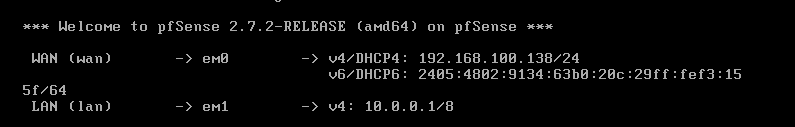 *** Welcome to pfSense 2.7.2-RELEASE (amd64) on pfSense ***
WAN (wan)       -> em0        -> v4/DHCP4: 192.168.100.138/24
v6/DHCP6: 2405:4802:9134:63b0:20c:29ff:fef3:15
5f/64
LAN (lan)       -> em1        -> v4: 10.0.0.1/8